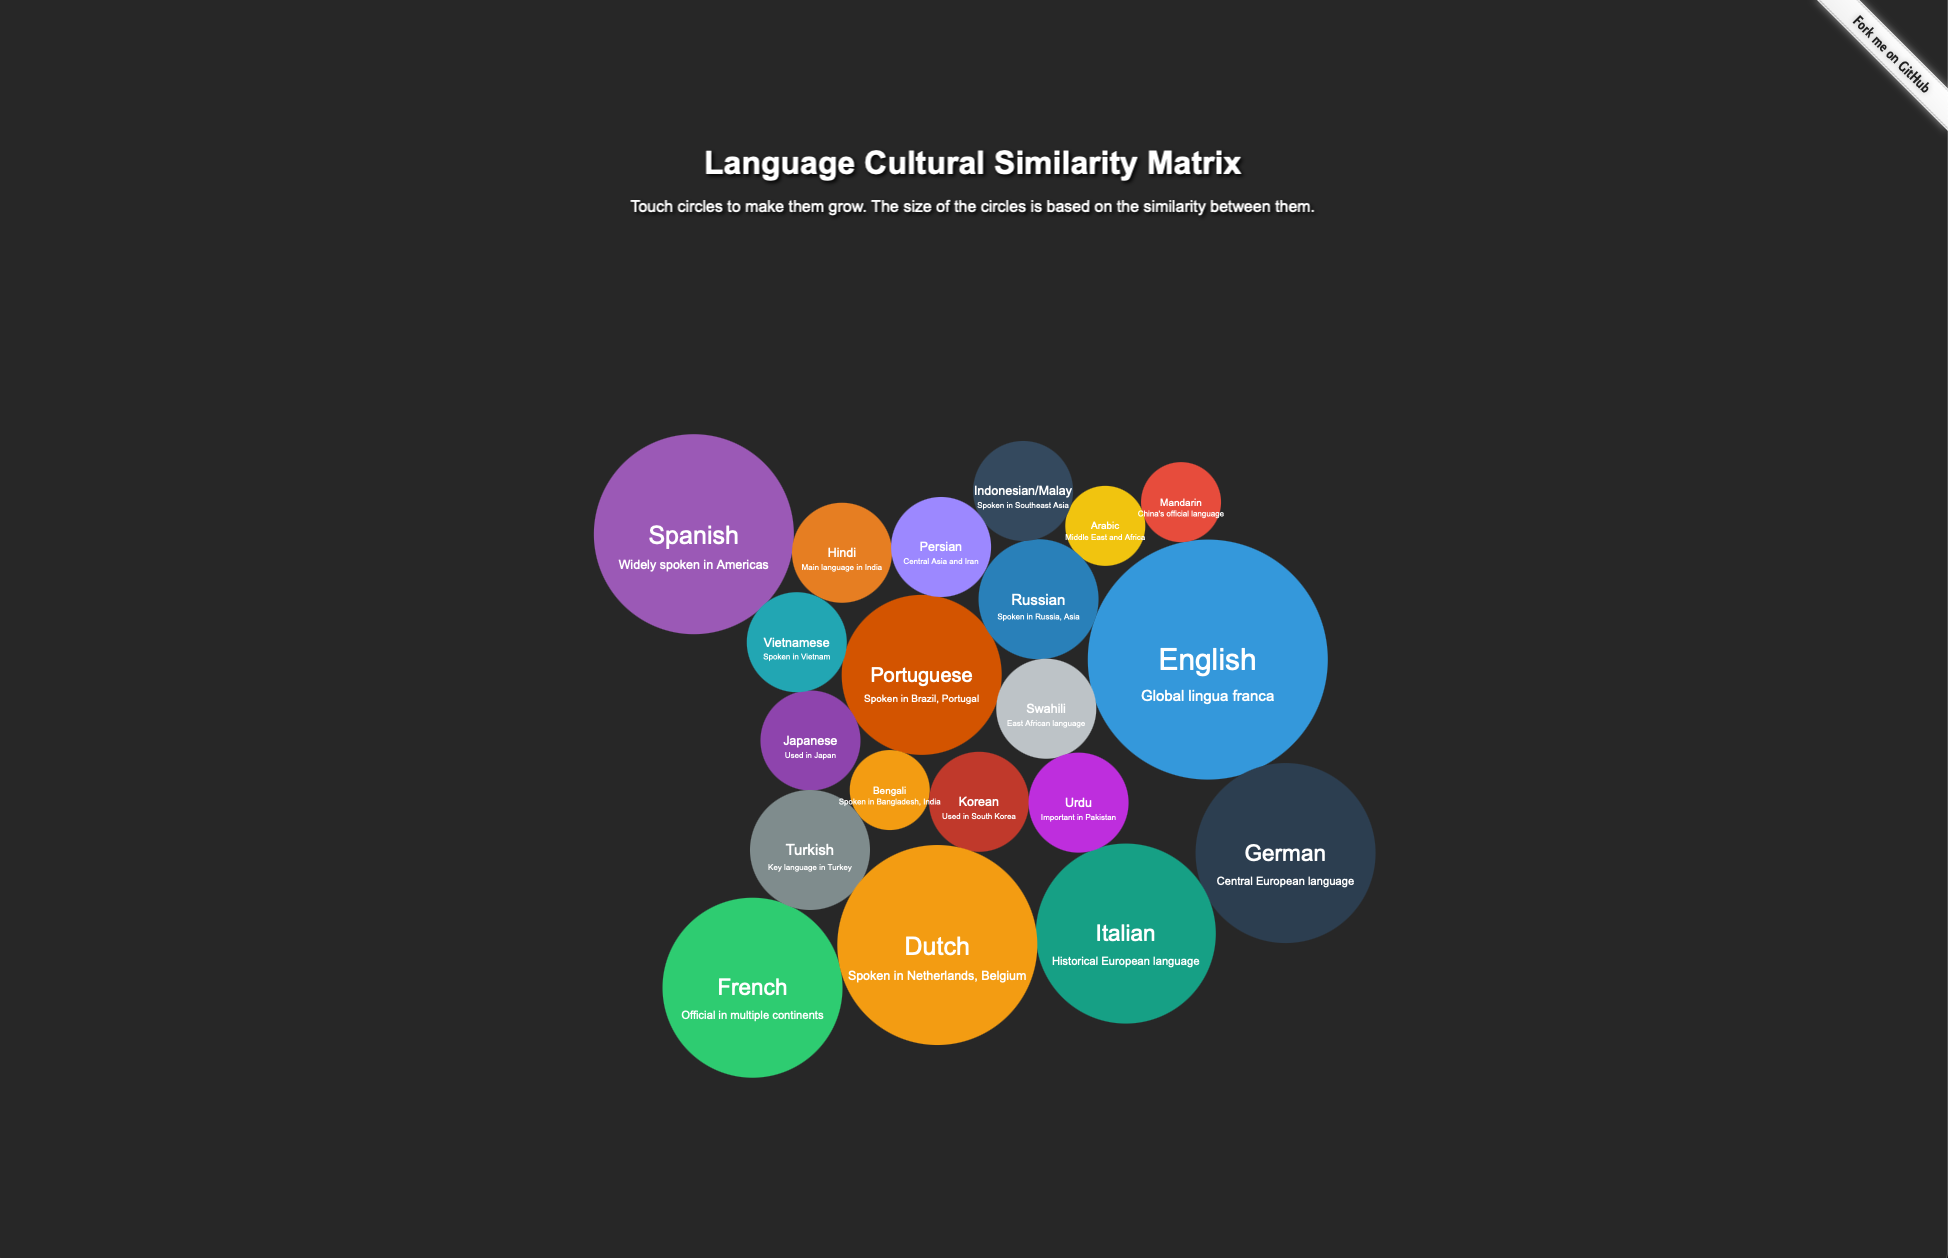 Fork me on GitHub
Language Cultural Similarity Matrix
Touch circles to make them grow. The size of the circles is based on the similarity between them.
Spanish
Widely spoken in Americas
Hindi
Main language in India
Persian
Central Asia and Iran
Indonesian/Malay
Spoken in Southeast Asia
Arabic
Middle East and Africa
Mandarin
China's official language
Vietnamese
Spoken in Vietnam
Portuguese
Spoken in Brazil, Portugal
Russian
Spoken in Russia, Asia
English
Global lingua franca
Swahili
East African language
Japanese
Used in Japan
Bengali
Spoken in Bangladesh, India
Korean
Used in South Korea
Urdu
Important in Pakistan
Turkish
Key language in Turkey
German
Central European language
French
Official in multiple continents
Dutch
Spoken in Netherlands, Belgium
Italian
Historical European language